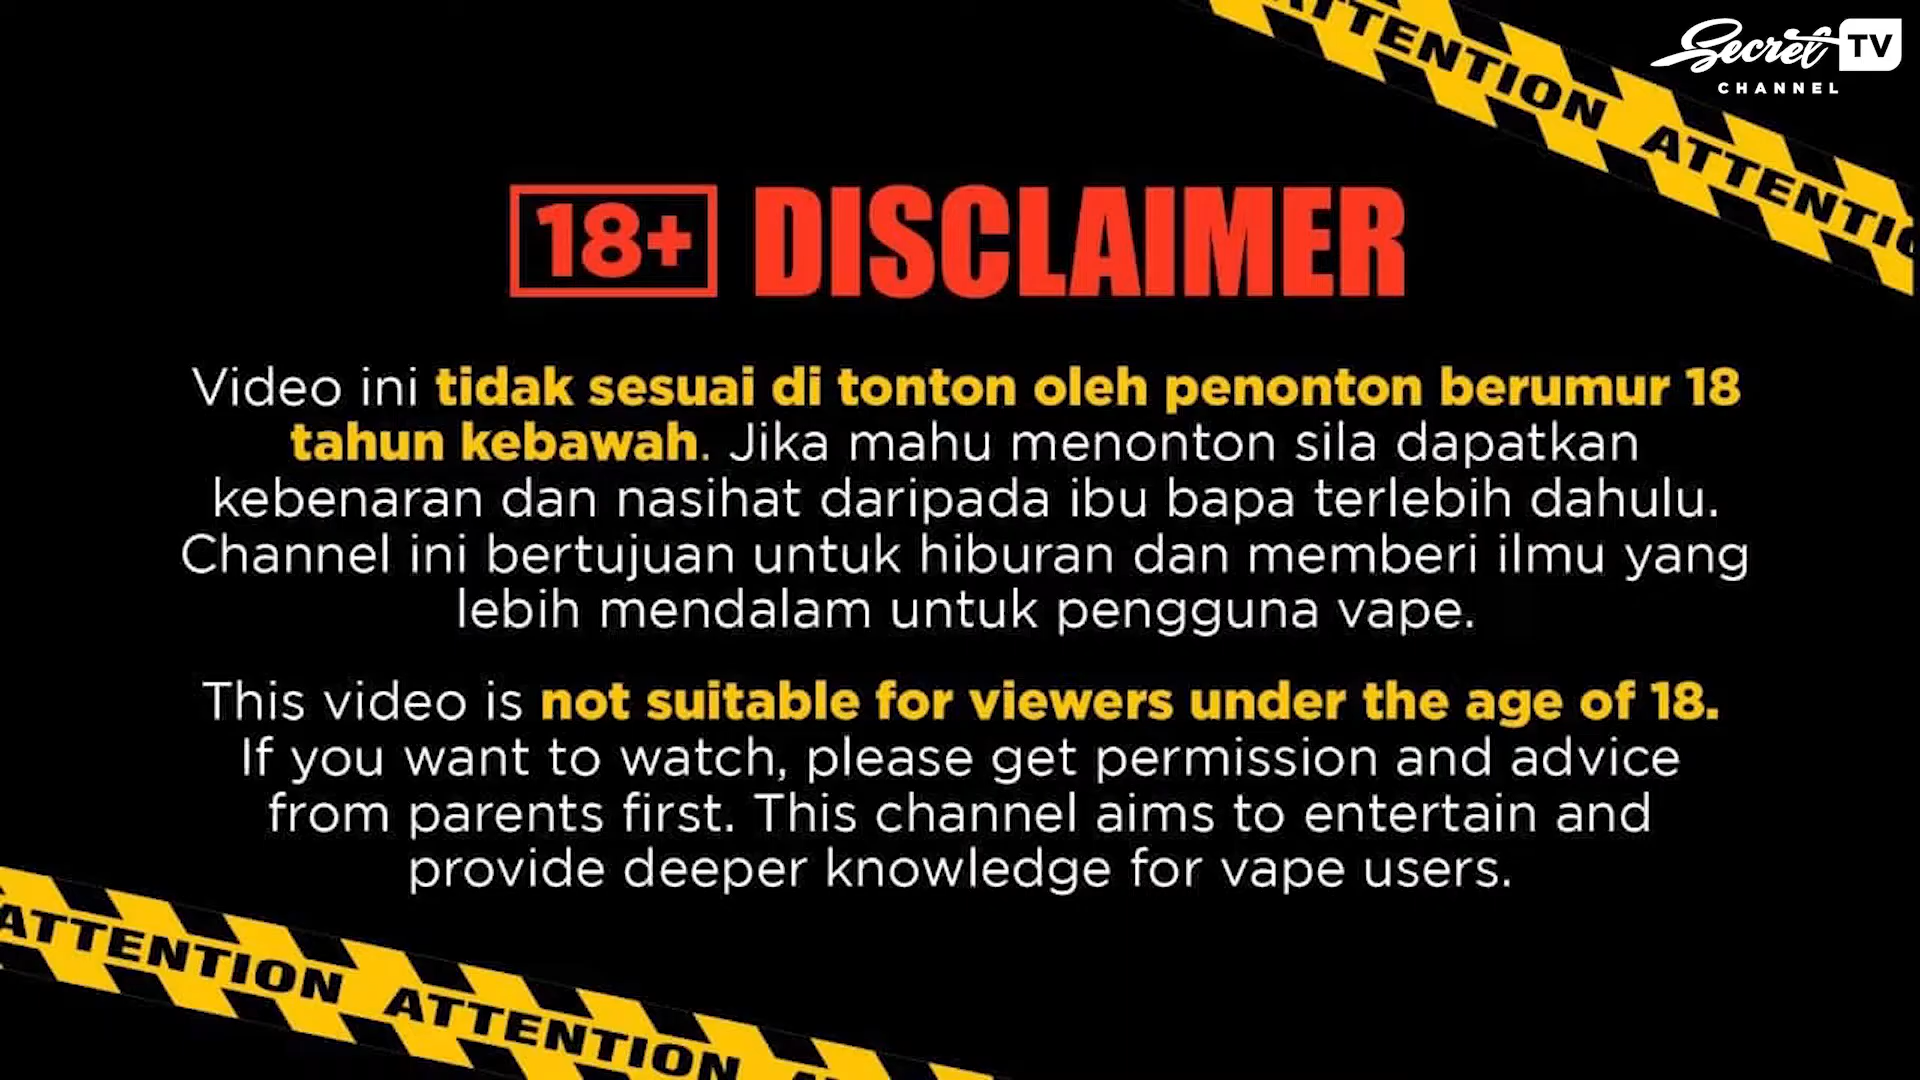 ATTENTION ATTENTI
Secret TV
CHANNEL
18+ DISCLAIMER
Video ini tidak sesuai di tonton oleh penonton berumur 18
tahun kebawah. Jika mahu menonton sila dapatkan
kebenaran dan nasihat daripada ibu bapa terlebih dahulu.
Channel ini bertujuan untuk hiburan dan memberi ilmu yang
lebih mendalam untuk pengguna vape.
This video is not suitable for viewers under the age of 18.
If you want to watch, please get permission and advice
from parents first. This channel aims to entertain and
provide deeper knowledge for vape users.
ATTENTION ATTENTION